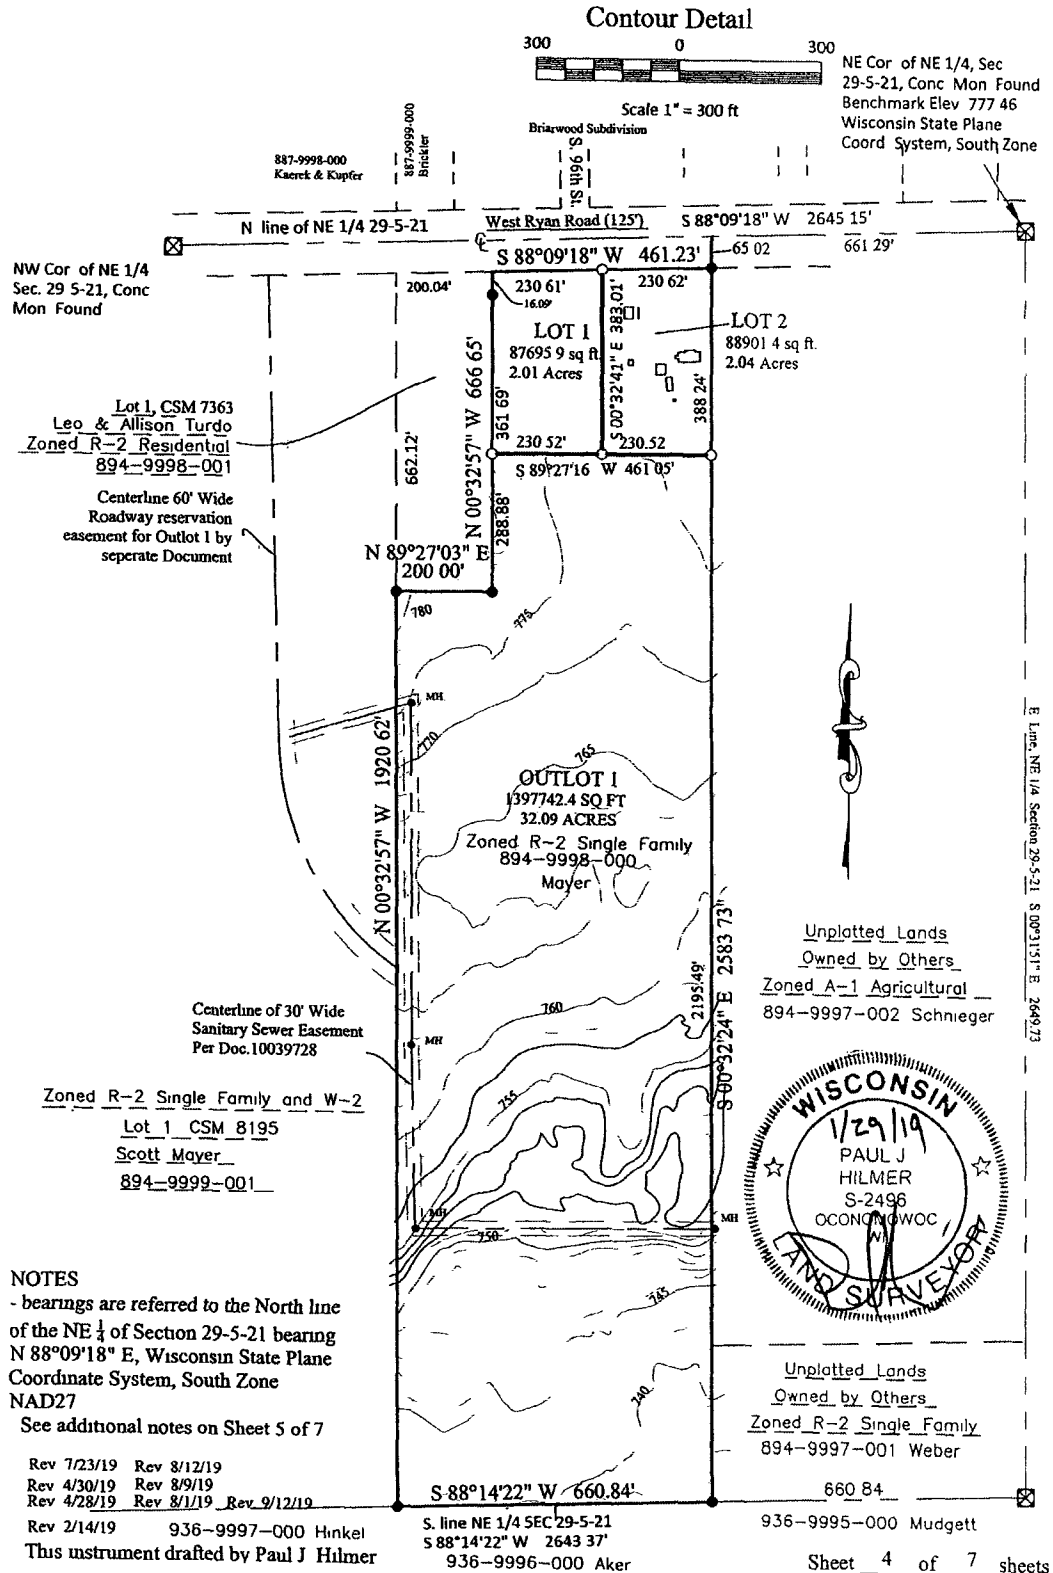 Contour Detail
300 0 300
Scale 1" = 300 ft
NE Cor of NE 1/4, Sec
29-5-21, Conc Mon Found
Benchmark Elev 777 46
Wisconsin State Plane
Coord System, South Zone
Briarwood Subdivision
887-9998-000
Kaerek & Kupfer
887-9999-000
Brickler
S. 96th St.
N line of NE 1/4 29-5-21
West Ryan Road (125')
S 88°09'18" W 2645 15'
S 88°09'18" W 461.23'
65 02
661 29'
NW Cor of NE 1/4
Sec. 29 5-21, Conc
Mon Found
200.04'
230 61'
230 62'
16.09'
LOT 1
87695 9 sq ft.
2.01 Acres
S 00°32'41" E 383.01'
LOT 2
88901 4 sq ft.
2.04 Acres
388 24'
361 69'
N 00°32'57" W 666 65'
662.12'
Lot 1, CSM 7363
Leo & Allison Turdo
Zoned R-2 Residential
894-9998-001
230 52'
230.52
S 89°27'16 W 461 05'
288.88'
Centerline 60' Wide
Roadway reservation
easement for Outlot 1 by
seperate Document
N 89°27'03" E
200 00'
780
775
MH
770
765
N 00°32'57" W 1920 62'
OUTLOT 1
1397742.4 SQ FT
32.09 ACRES
Zoned R-2 Single Family
894-9998-000
Mayer
E Line, NE 1/4 Section 29-5-21 S 00°31'51" E 2649.73
S 00°32'24" E 2583 73"
2195.49'
Unplatted Lands
Owned by Others
Zoned A-1 Agricultural
894-9997-002 Schnieger
760
Centerline of 30' Wide
Sanitary Sewer Easement
Per Doc.10039728
MH
755
Zoned R-2 Single Family and W-2
Lot 1 CSM 8195
Scott Mayer
894-9999-001
WISCONSIN
1/29/19
PAUL J
HILMER
S-2496
OCONOMOWOC
WI
LAND SURVEYOR
MH
MH
750
745
740
NOTES
- bearings are referred to the North line
of the NE 1/4 of Section 29-5-21 bearing
N 88°09'18" E, Wisconsin State Plane
Coordinate System, South Zone
NAD27
See additional notes on Sheet 5 of 7
Unplatted Lands
Owned by Others
Zoned R-2 Single Family
894-9997-001 Weber
Rev 7/23/19 Rev 8/12/19
Rev 4/30/19 Rev 8/9/19
Rev 4/28/19 Rev 8/1/19 Rev 9/12/19
Rev 2/14/19
S 88°14'22" W 660.84'
660 84
936-9997-000 Hinkel
S. line NE 1/4 SEC 29-5-21
S 88°14'22" W 2643 37'
936-9996-000 Aker
936-9995-000 Mudgett
This instrument drafted by Paul J Hilmer
Sheet 4 of 7 sheets